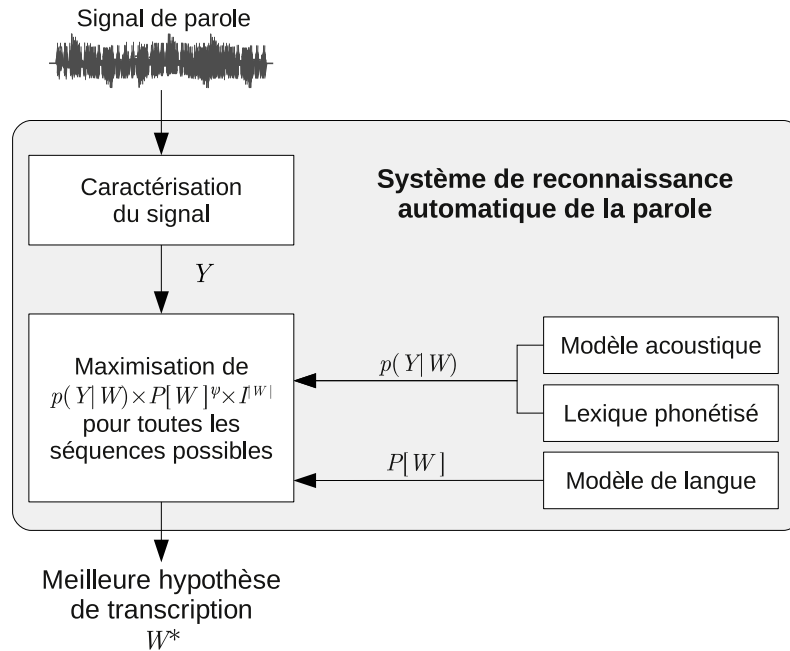 Signal de parole
Caractérisation
du signal
Système de reconnaissance
automatique de la parole
Y
Maximisation de
p(Y|W)×P[W]^ψ×I^|W|
pour toutes les
séquences possibles
p(Y|W)
P[W]
Modèle acoustique
Lexique phonétisé
Modèle de langue
Meilleure hypothèse
de transcription
W*